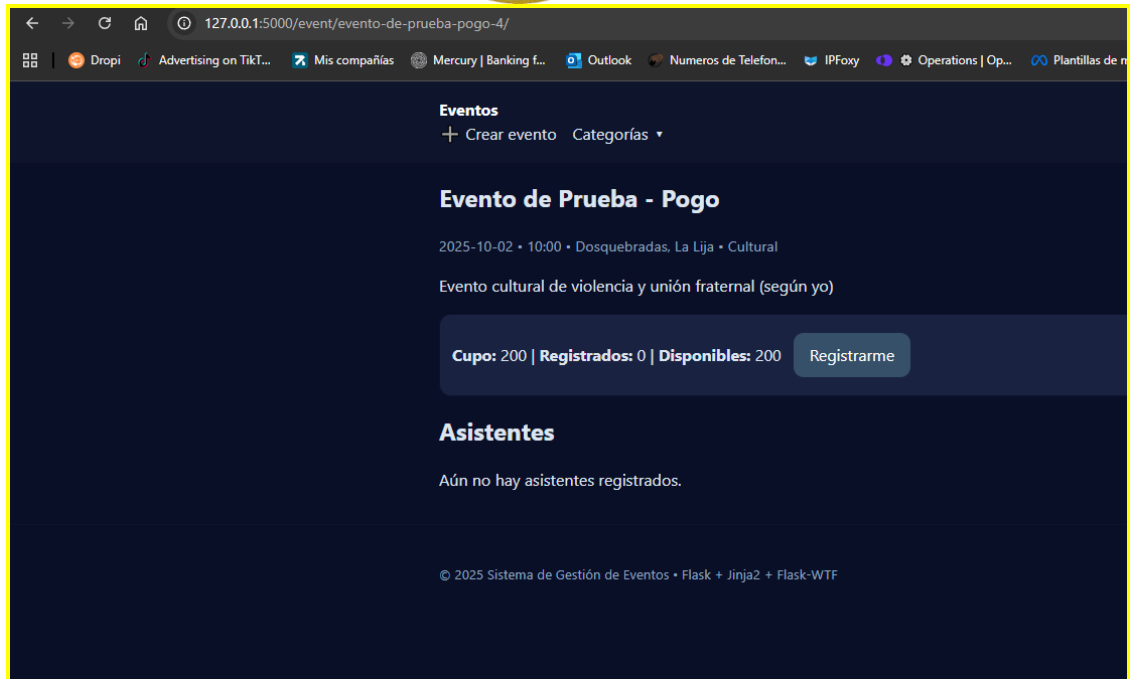 127.0.0.1:5000/event/evento-de-prueba-pogo-4/
Dropi Advertising on TikT... Mis compañías Mercury | Banking f... Outlook Numeros de Telefon... IPFoxy Operations | Op... Plantillas de m
Eventos
+ Crear evento Categorías ▾
Evento de Prueba - Pogo
2025-10-02 • 10:00 • Dosquebradas, La Lija • Cultural
Evento cultural de violencia y unión fraternal (según yo)
Cupo: 200 | Registrados: 0 | Disponibles: 200 Registrarme
Asistentes
Aún no hay asistentes registrados.
© 2025 Sistema de Gestión de Eventos • Flask + Jinja2 + Flask-WTF